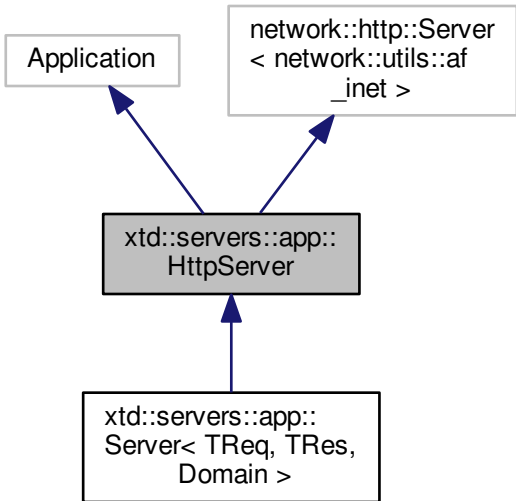 Application
network::http::Server
< network::utils::af
_inet >
xtd::servers::app::
HttpServer
xtd::servers::app::
Server< TReq, TRes,
Domain >